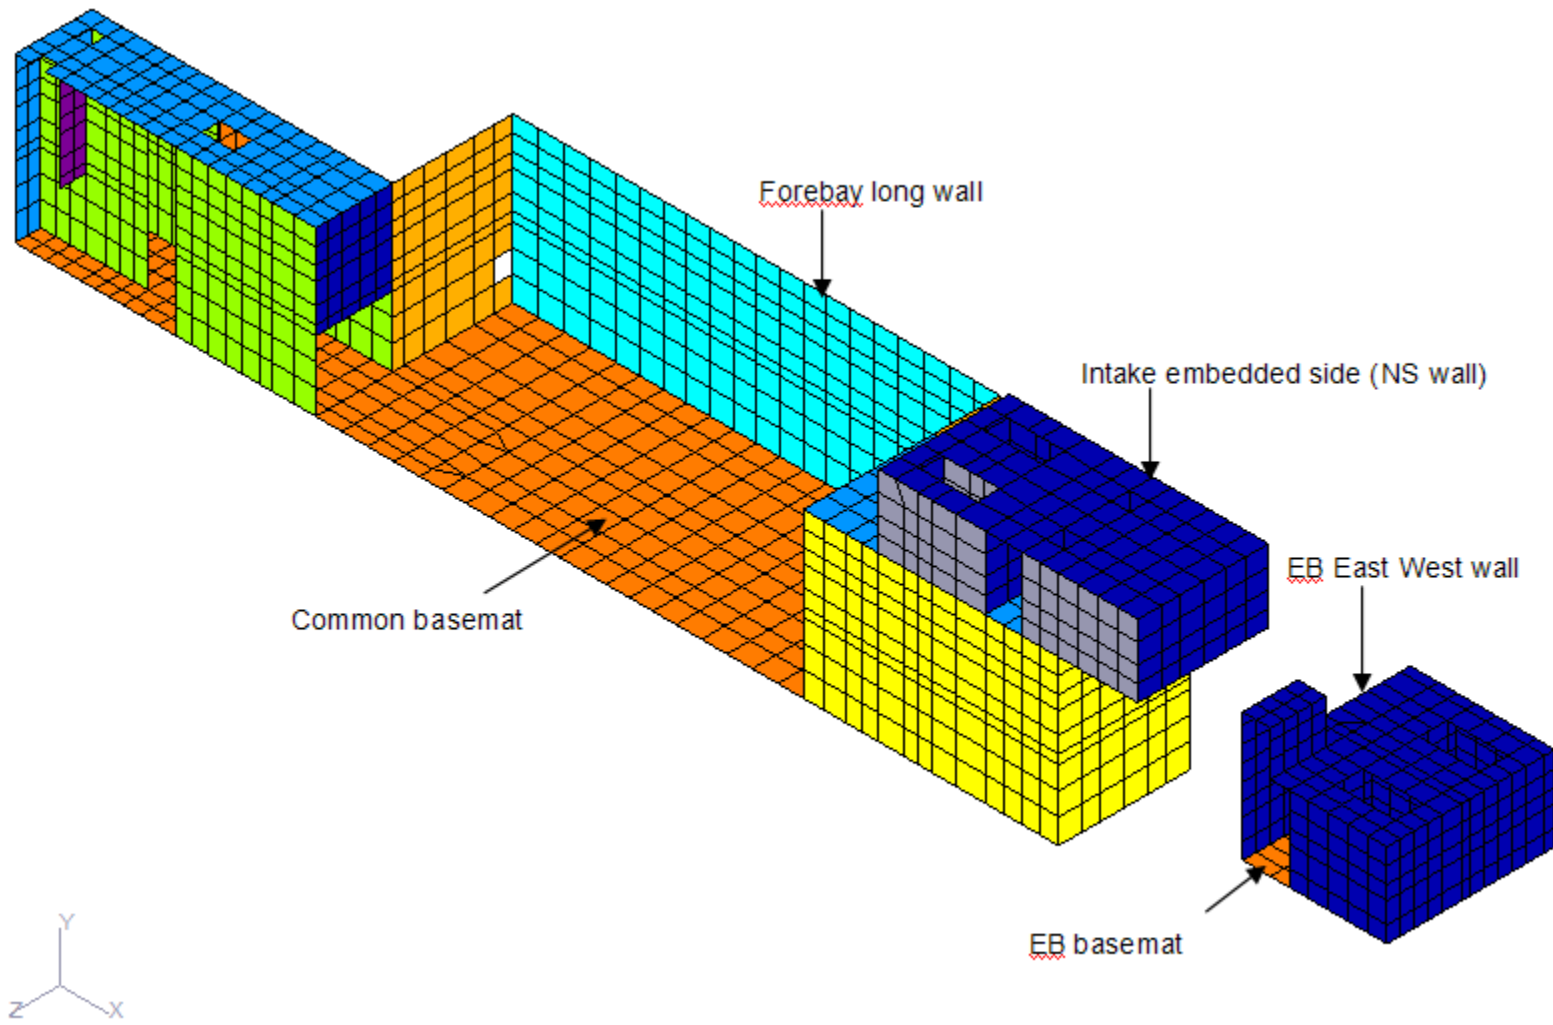 Forebay long wall
Intake embedded side (NS wall)
EB East West wall
Common basemat
EB basemat
Y
Z
X